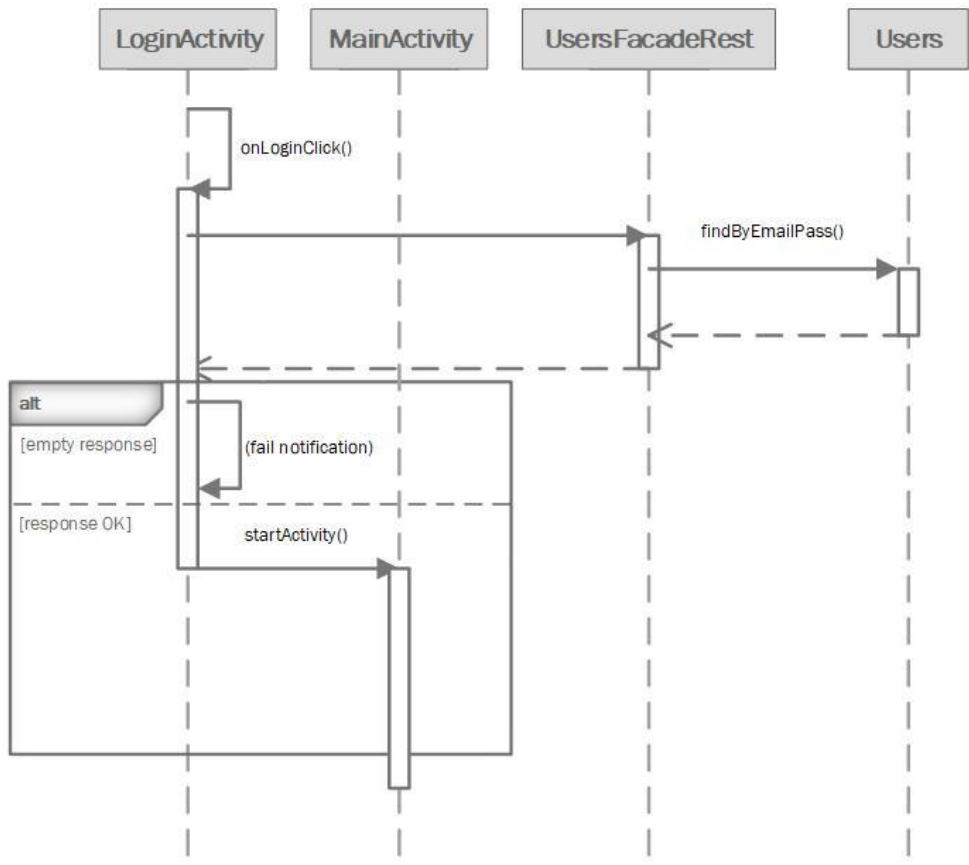 LoginActivity
MainActivity
UsersFacadeRest
Users
onLoginClick()
findByEmailPass()
alt
[empty response]
(fail notification)
[response OK]
startActivity()